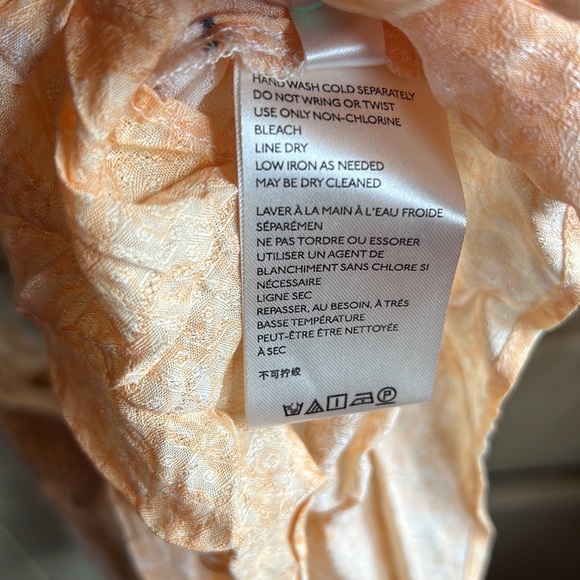 HAND WASH COLD SEPARATELY
DO NOT WRING OR TWIST
USE ONLY NON-CHLORINE
BLEACH
LINE DRY
LOW IRON AS NEEDED
MAY BE DRY CLEANED
LAVER À LA MAIN À L'EAU FROIDE
SÉPARÉMEN
NE PAS TORDRE OU ESSORER
UTILISER UN AGENT DE
BLANCHIMENT SANS CHLORE SI
NÉCESSAIRE
LIGNE SEC
REPASSER, AU BESOIN, À TRÉS
BASSE TEMPÉRATURE
PEUT-ÊTRE ÊTRE NETTOYÉE
À SEC
不可拧绞
P